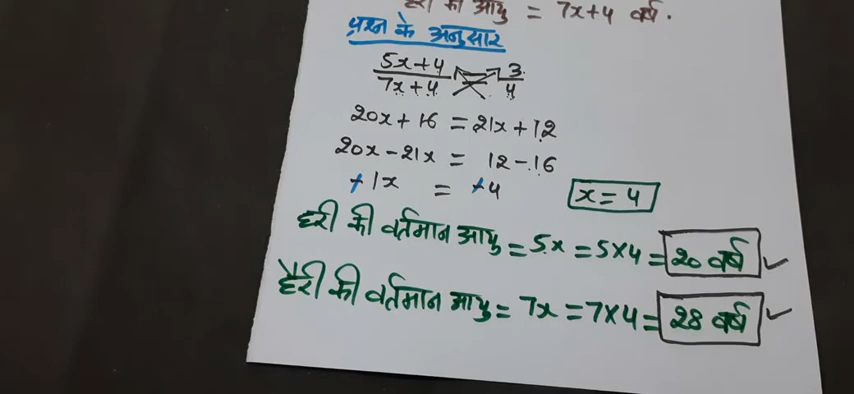 हैरी की आयु = 7x+4 वर्ष.
प्रश्न के अनुसार
5x+4 / 7x+4 = 3 / 4
20x+16 = 21x+12
20x-21x = 12-16
+1x = +4 x = 4
हरी की वर्तमान आयु = 5x = 5×4 = 20 वर्ष ✓
हैरी की वर्तमान आयु = 7x = 7×4 = 28 वर्ष ✓